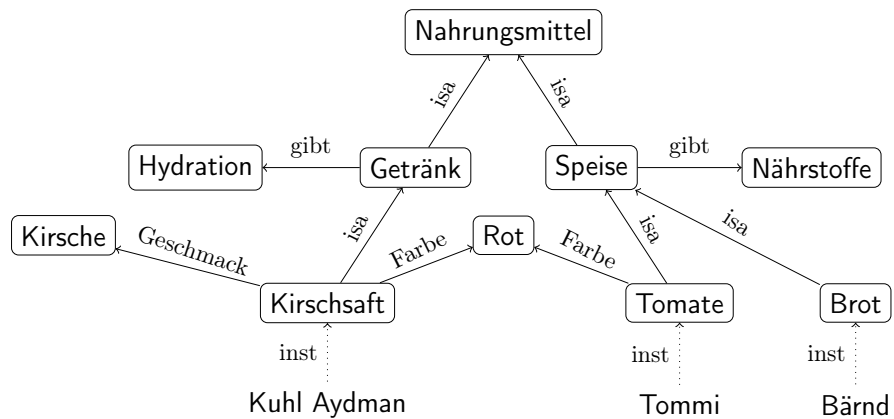 Nahrungsmittel
isa
isa
Hydration
gibt
Getränk
Speise
gibt
Nährstoffe
Kirsche
Geschmack
isa
Farbe
Rot
Farbe
isa
isa
Kirschsaft
Tomate
Brot
inst
inst
inst
Kuhl Aydman
Tommi
Bärnd